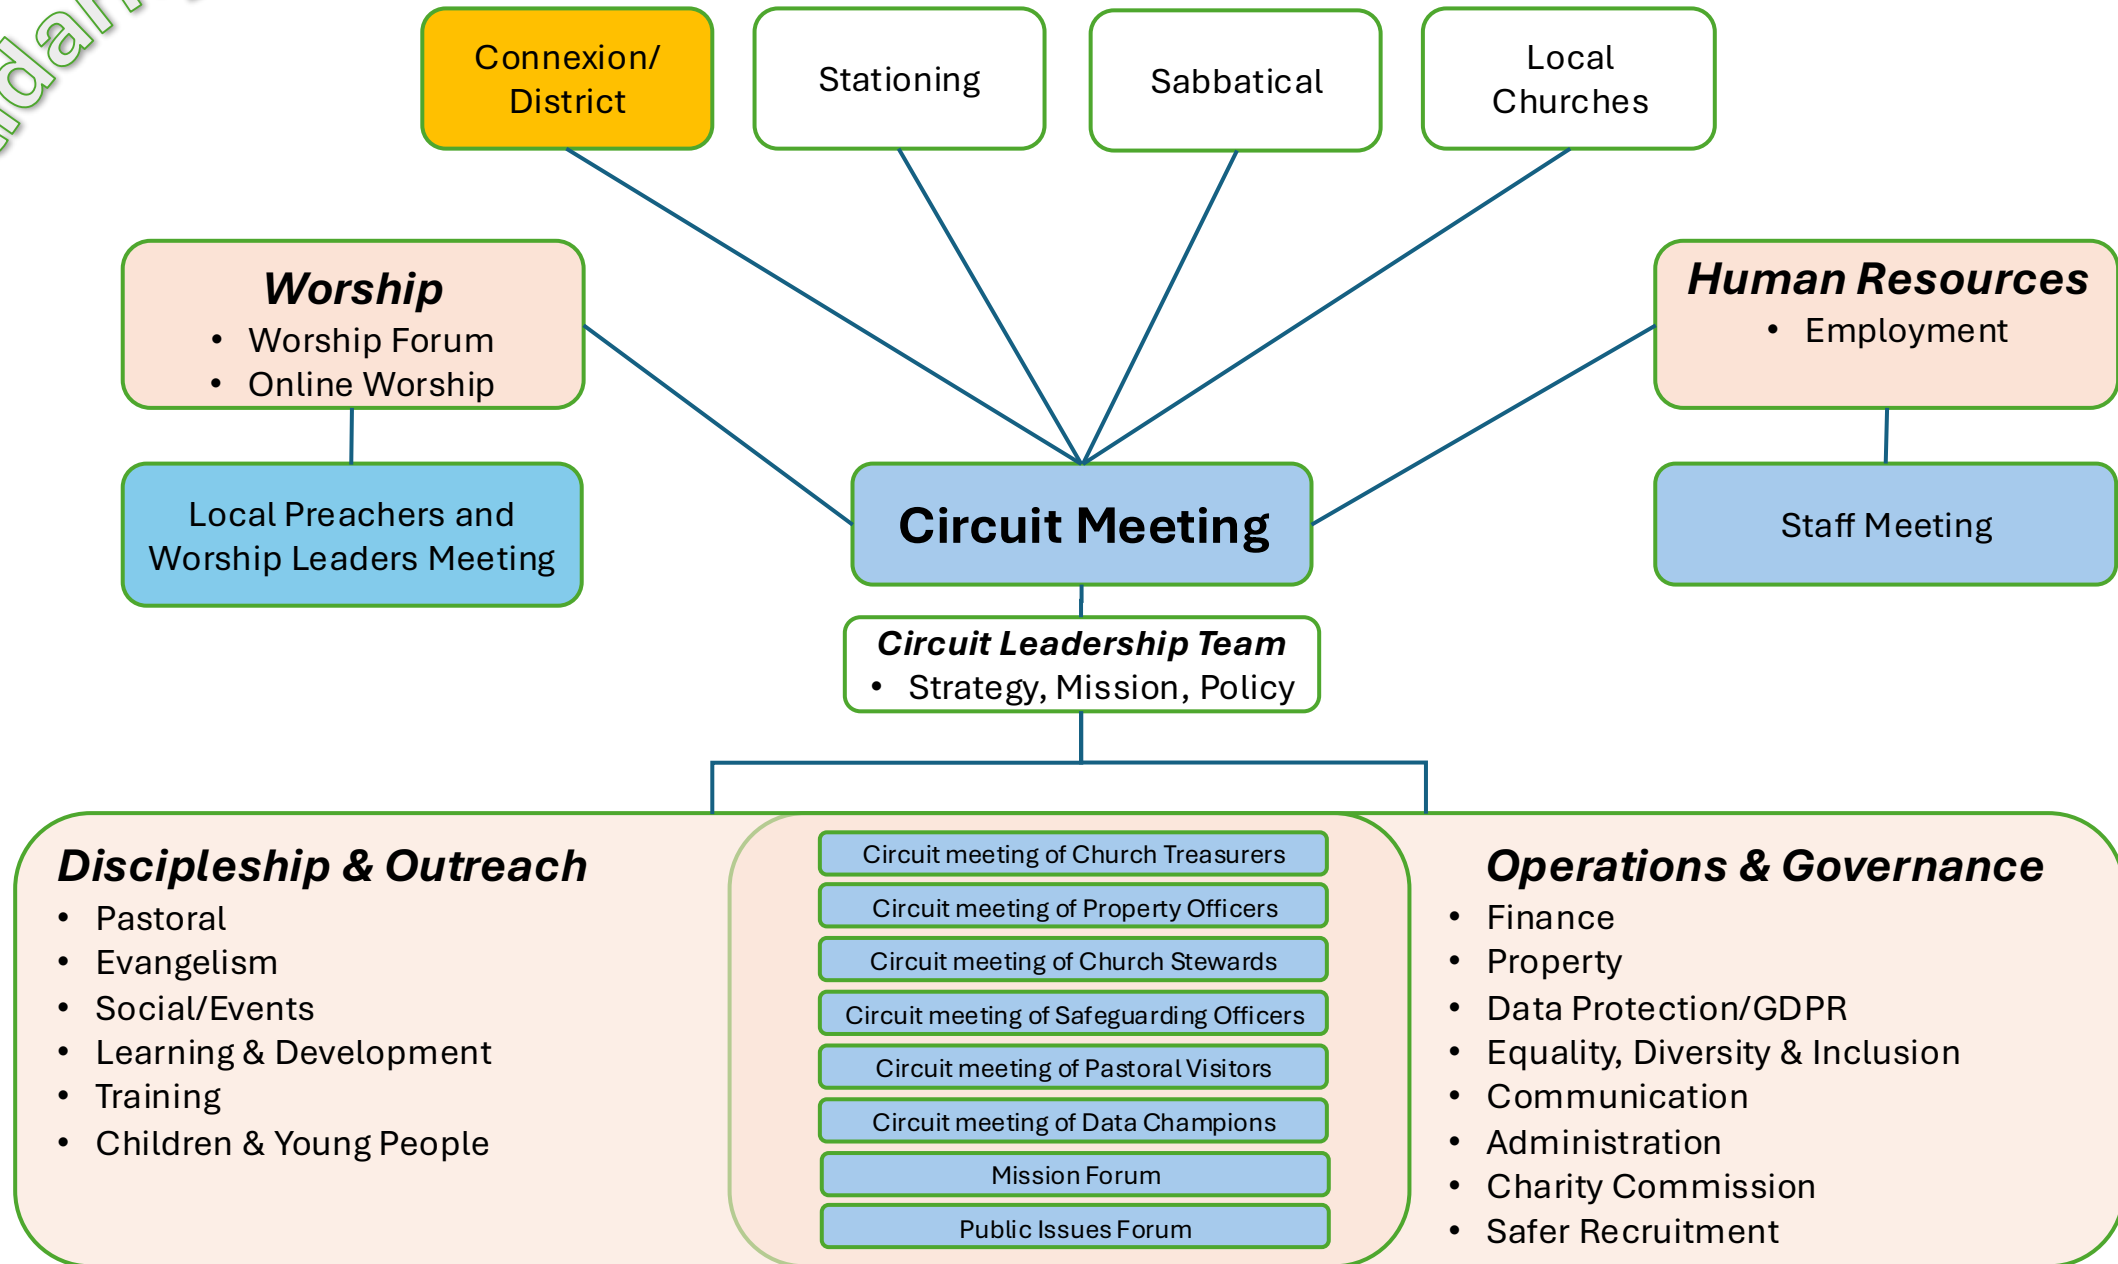 Connexion/
District
Stationing
Sabbatical
Local
Churches
Worship
• Worship Forum
• Online Worship
Human Resources
• Employment
Local Preachers and
Worship Leaders Meeting
Circuit Meeting
Staff Meeting
Circuit Leadership Team
• Strategy, Mission, Policy
Discipleship & Outreach
• Pastoral
• Evangelism
• Social/Events
• Learning & Development
• Training
• Children & Young People
Circuit meeting of Church Treasurers
Circuit meeting of Property Officers
Circuit meeting of Church Stewards
Circuit meeting of Safeguarding Officers
Circuit meeting of Pastoral Visitors
Circuit meeting of Data Champions
Mission Forum
Public Issues Forum
Operations & Governance
• Finance
• Property
• Data Protection/GDPR
• Equality, Diversity & Inclusion
• Communication
• Administration
• Charity Commission
• Safer Recruitment